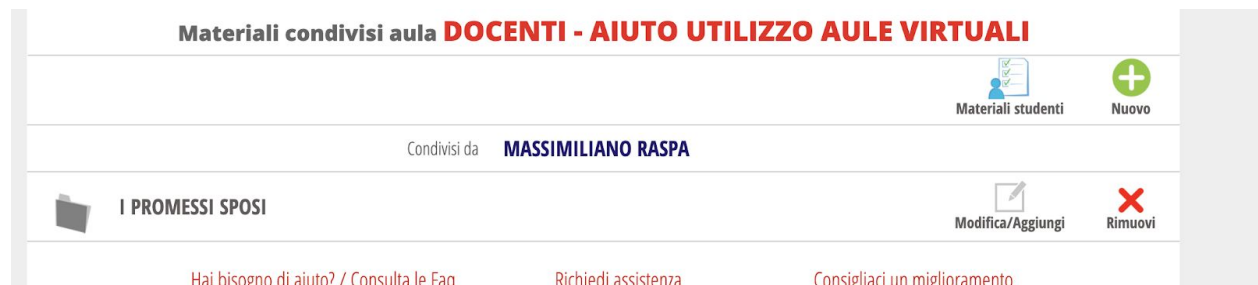 Materiali condivisi aula DOCENTI - AIUTO UTILIZZO AULE VIRTUALI
Materiali studenti Nuovo
Condivisi da MASSIMILIANO RASPA
I PROMESSI SPOSI
Modifica/Aggiungi Rimuovi
Hai bisogno di aiuto? / Consulta le Faq Richiedi assistenza Consigliaci un miglioramento